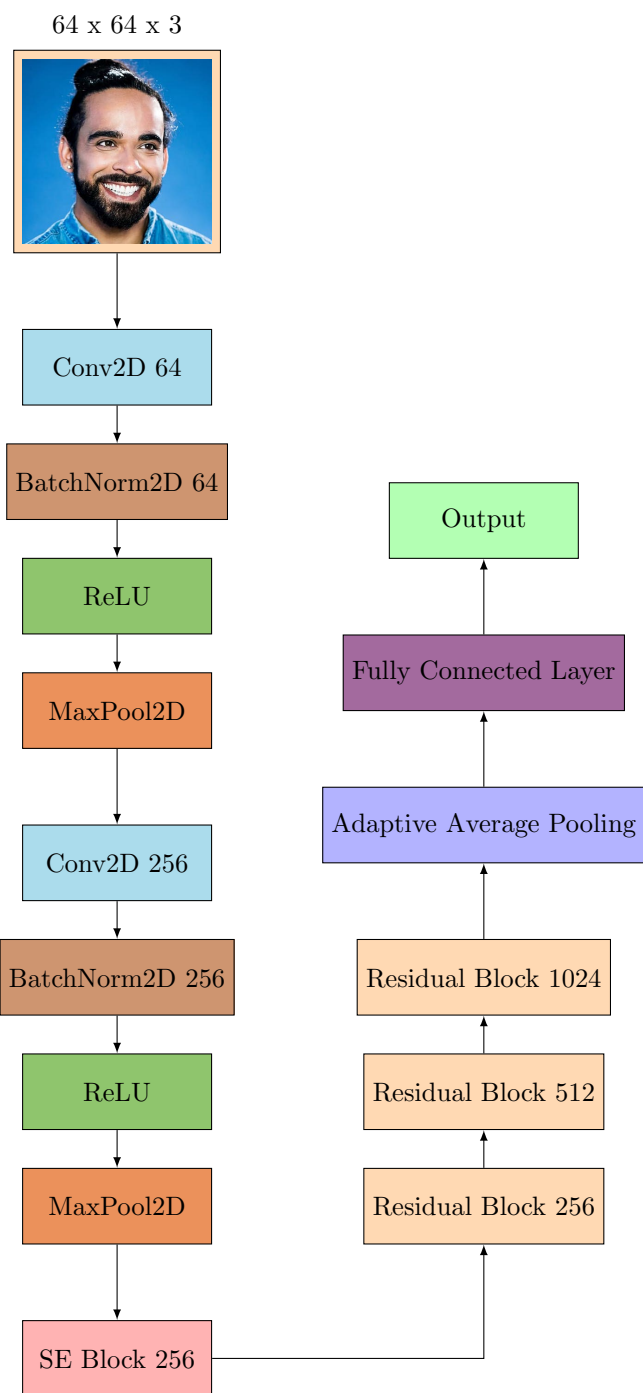 64 x 64 x 3
Conv2D 64
BatchNorm2D 64
ReLU
MaxPool2D
Conv2D 256
BatchNorm2D 256
ReLU
MaxPool2D
SE Block 256
Residual Block 256
Residual Block 512
Residual Block 1024
Adaptive Average Pooling
Fully Connected Layer
Output